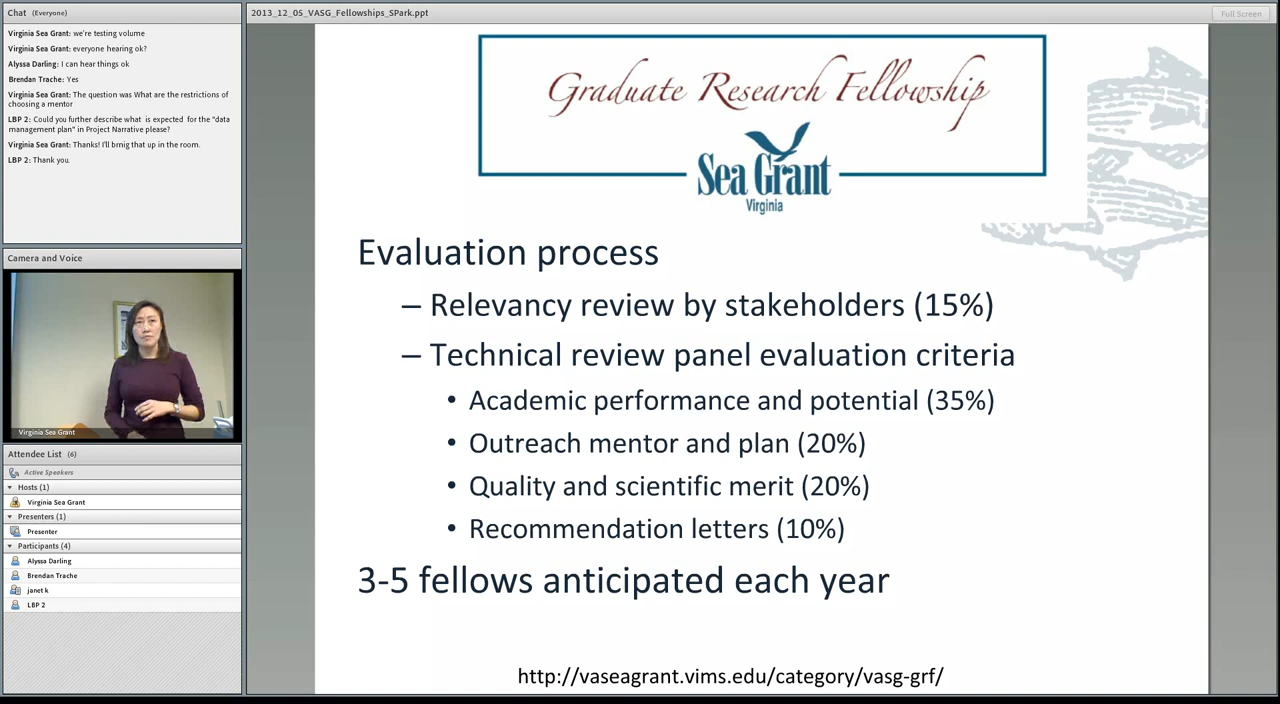 Chat (Everyone)
Virginia Sea Grant: we're testing volume
Virginia Sea Grant: everyone hearing ok?
Alyssa Darling: I can hear things ok
Brendan Trache: Yes
Virginia Sea Grant: The question was What are the restrictions of
choosing a mentor
LBP 2: Could you further describe what is expected for the "data
management plan" in Project Narrative please?
Virginia Sea Grant: Thanks! I'll brnig that up in the room.
LBP 2: Thank you.
Camera and Voice
Virginia Sea Grant
Attendee List (6)
Active Speakers
Hosts (1)
Virginia Sea Grant
Presenters (1)
Presenter
Participants (4)
Alyssa Darling
Brendan Trache
janet k
LBP 2
2013_12_05_VASG_Fellowships_SPark.ppt
Full Screen
Graduate Research Fellowship
Sea Grant
Virginia
Evaluation process
– Relevancy review by stakeholders (15%)
– Technical review panel evaluation criteria
• Academic performance and potential (35%)
• Outreach mentor and plan (20%)
• Quality and scientific merit (20%)
• Recommendation letters (10%)
3-5 fellows anticipated each year
http://vaseagrant.vims.edu/category/vasg-grf/